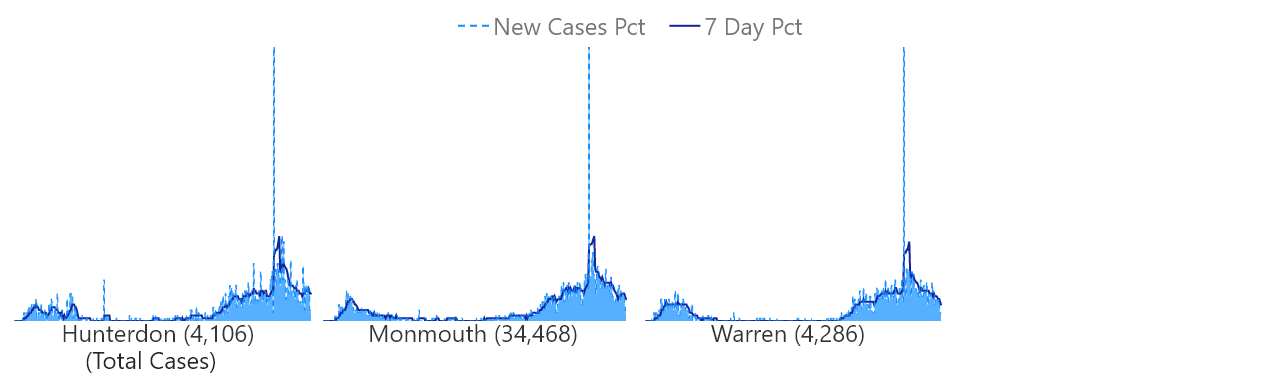 New Cases Pct 7 Day Pct
Hunterdon (4,106) Monmouth (34,468) Warren (4,286)
(Total Cases)